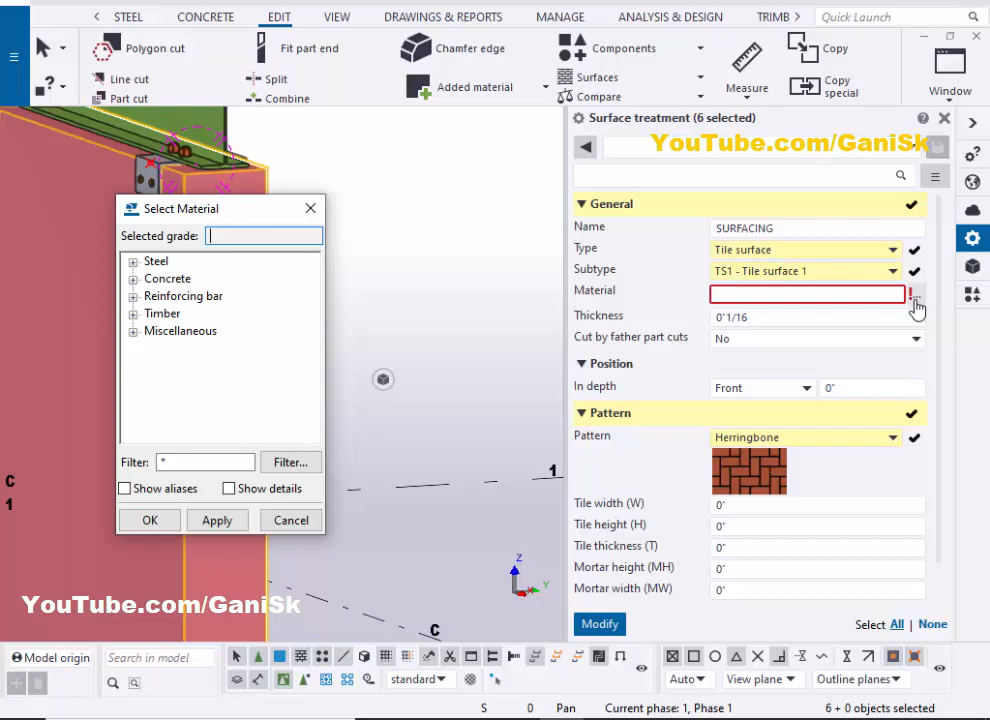 STEEL CONCRETE EDIT VIEW DRAWINGS & REPORTS MANAGE ANALYSIS & DESIGN TRIMB Quick Launch
Polygon cut
Line cut
Part cut
Fit part end
Split
Combine
Chamfer edge
Added material
Components
Surfaces
Compare
Measure
Copy
Copy special
Window
Surface treatment (6 selected)
YouTube.com/GaniSk
General
Name SURFACING
Type Tile surface
Subtype TS1 - Tile surface 1
Material
Thickness 0"1/16
Cut by father part cuts No
Position
In depth Front 0"
Pattern
Pattern Herringbone
Tile width (W) 0"
Tile height (H) 0"
Tile thickness (T) 0"
Mortar height (MH) 0"
Mortar width (MW) 0"
Modify Select All | None
Select Material
Selected grade:
Steel
Concrete
Reinforcing bar
Timber
Miscellaneous
Filter: * Filter...
Show aliases Show details
OK Apply Cancel
C
1
1
Z
Y
C
YouTube.com/GaniSk
Model origin Search in model
standard
Auto View plane Outline planes
S 0 Pan Current phase: 1, Phase 1 6 + 0 objects selected